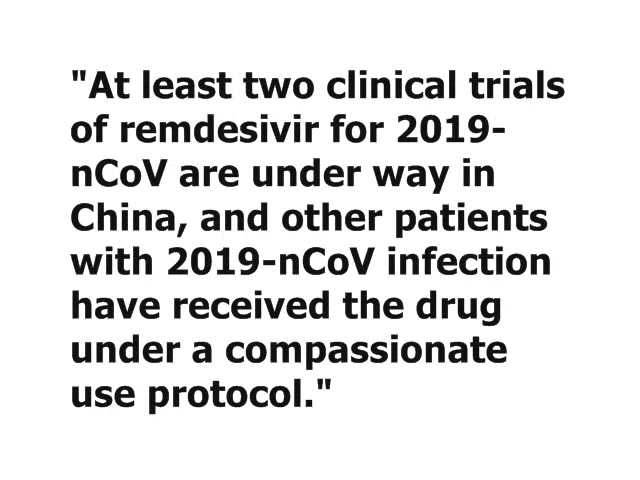 "At least two clinical trials
of remdesivir for 2019-
nCoV are under way in
China, and other patients
with 2019-nCoV infection
have received the drug
under a compassionate
use protocol."